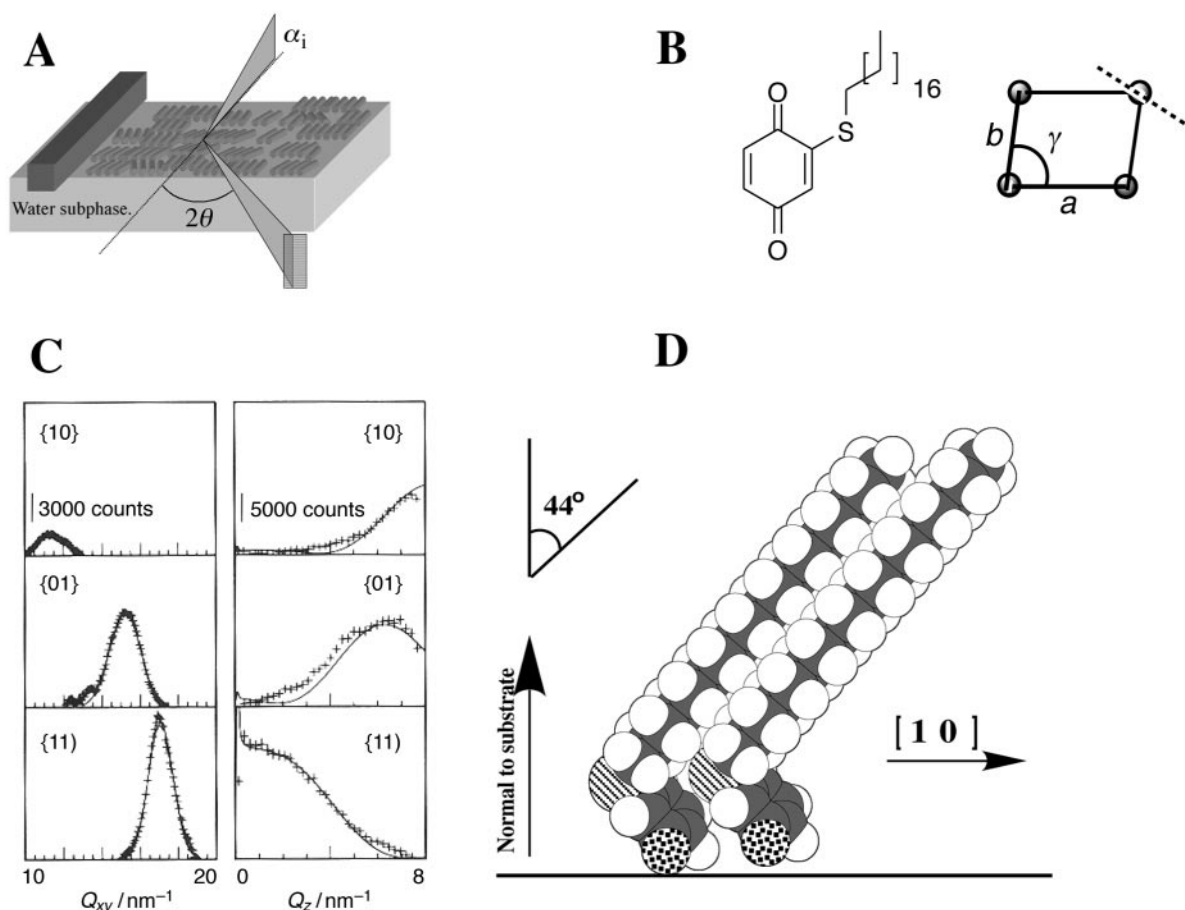 A
αi
Water subphase.
2θ
B
O
S
16
O
b
γ
a
C
{10}
3000 counts
{01}
{11}
10
20
Qxy / nm–1
{10}
5000 counts
{01}
{11)
0
8
Qz / nm–1
D
44o
Normal to substrate
[ 1 0 ]